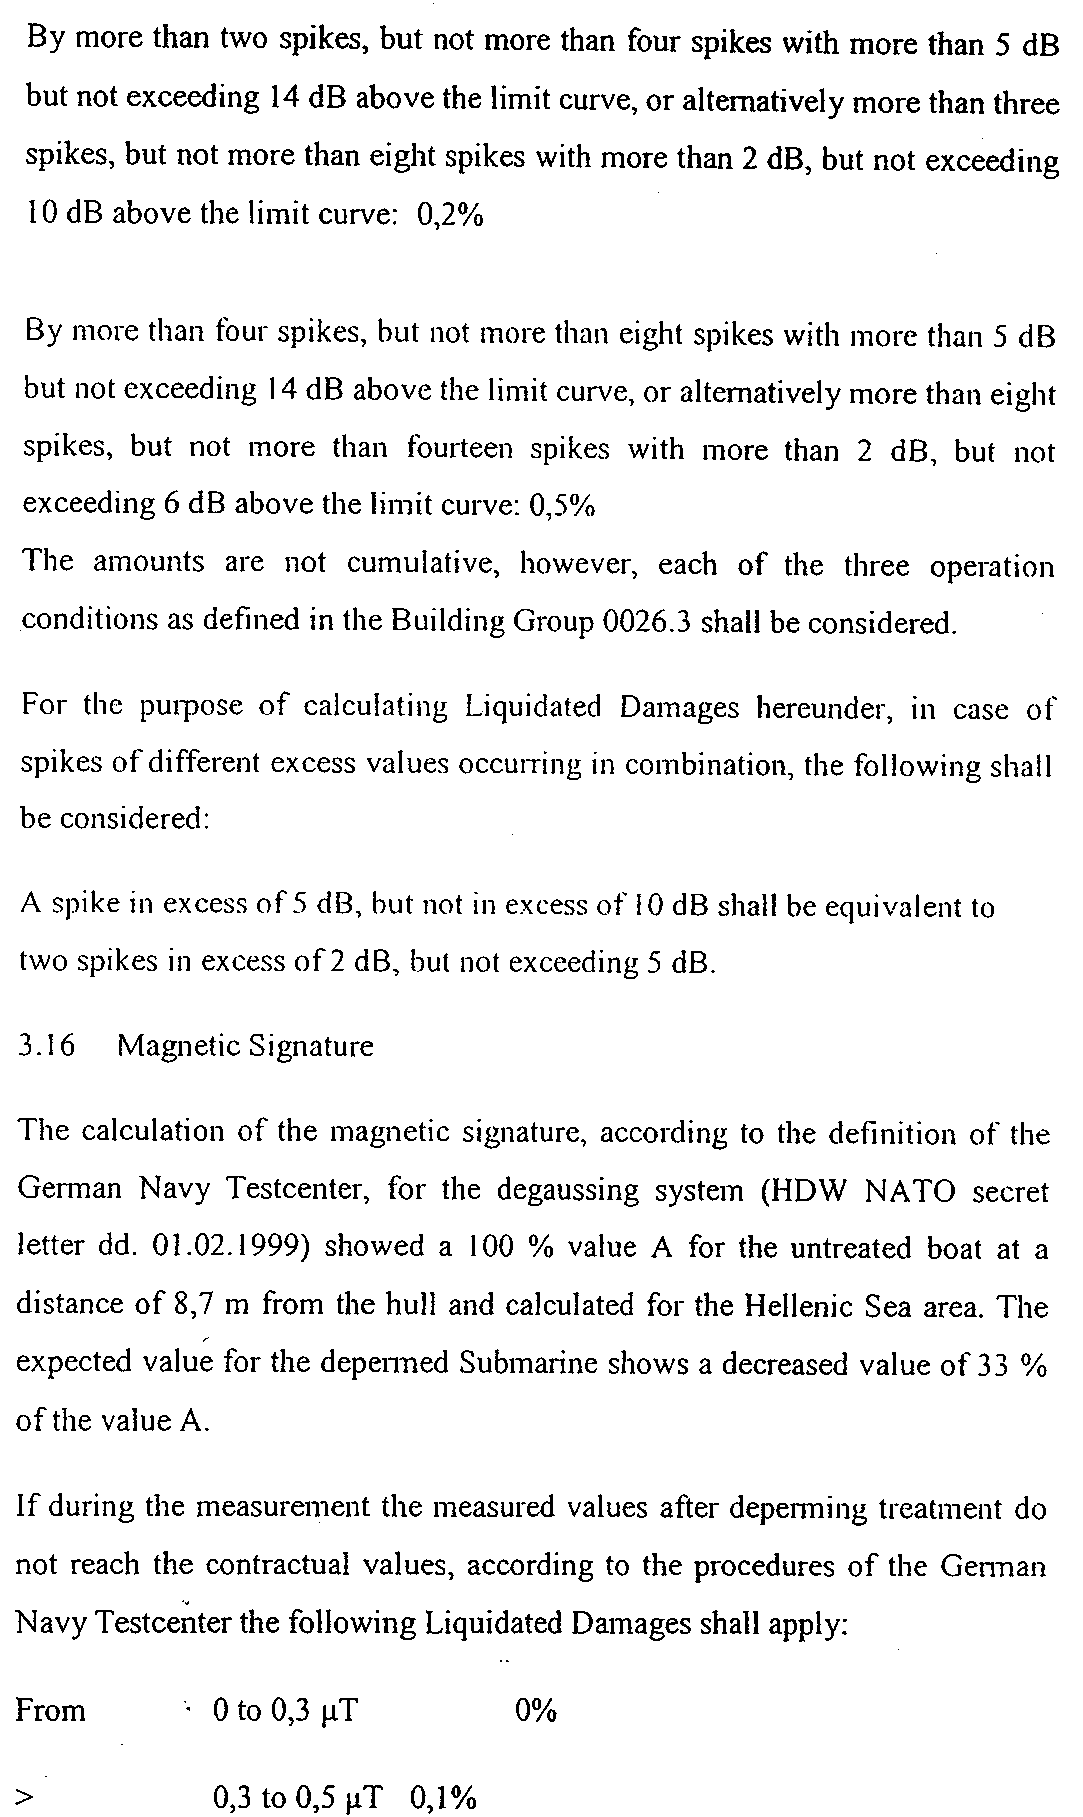 By more than two spikes, but not more than four spikes with more than 5 dB
but not exceeding 14 dB above the limit curve, or alternatively more than three
spikes, but not more than eight spikes with more than 2 dB, but not exceeding
10 dB above the limit curve: 0,2%
By more than four spikes, but not more than eight spikes with more than 5 dB
but not exceeding 14 dB above the limit curve, or alternatively more than eight
spikes, but not more than fourteen spikes with more than 2 dB, but not
exceeding 6 dB above the limit curve: 0,5%
The amounts are not cumulative, however, each of the three operation
conditions as defined in the Building Group 0026.3 shall be considered.
For the purpose of calculating Liquidated Damages hereunder, in case of
spikes of different excess values occurring in combination, the following shall
be considered:
A spike in excess of 5 dB, but not in excess of 10 dB shall be equivalent to
two spikes in excess of 2 dB, but not exceeding 5 dB.
3.16 Magnetic Signature
The calculation of the magnetic signature, according to the definition of the
German Navy Testcenter, for the degaussing system (HDW NATO secret
letter dd. 01.02.1999) showed a 100 % value A for the untreated boat at a
distance of 8,7 m from the hull and calculated for the Hellenic Sea area. The
expected value for the depermed Submarine shows a decreased value of 33 %
of the value A.
If during the measurement the measured values after deperming treatment do
not reach the contractual values, according to the procedures of the German
Navy Testcenter the following Liquidated Damages shall apply:
From 0 to 0,3 µT 0%
> 0,3 to 0,5 µT 0,1%